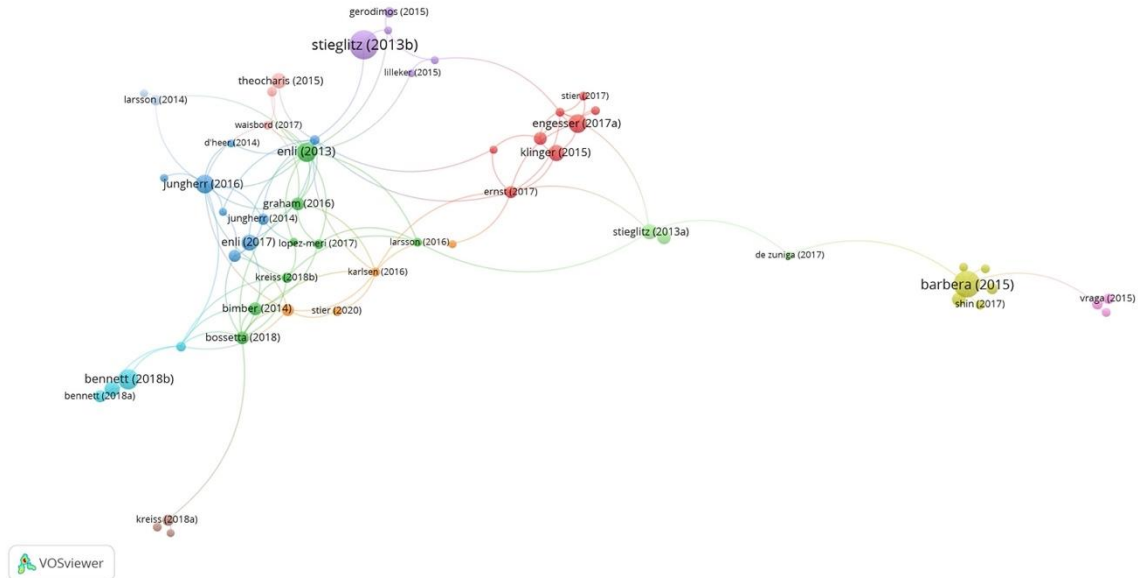 gerodimos (2015)
stieglitz (2013b)
lilleker (2015)
theocharis (2015)
larsson (2014)
stier (2017)
waisbord (2017)
engesser (2017a)
d'heer (2014)
enli (2013)
klinger (2015)
jungherr (2016)
ernst (2017)
graham (2016)
jungherr (2014)
stieglitz (2013a)
enli (2017)
lopez-meri (2017)
larsson (2016)
de zuniga (2017)
karlsen (2016)
kreiss (2018b)
barbera (2015)
vraga (2015)
shin (2017)
bimber (2014)
stier (2020)
bossetta (2018)
bennett (2018b)
bennett (2018a)
kreiss (2018a)
VOSviewer